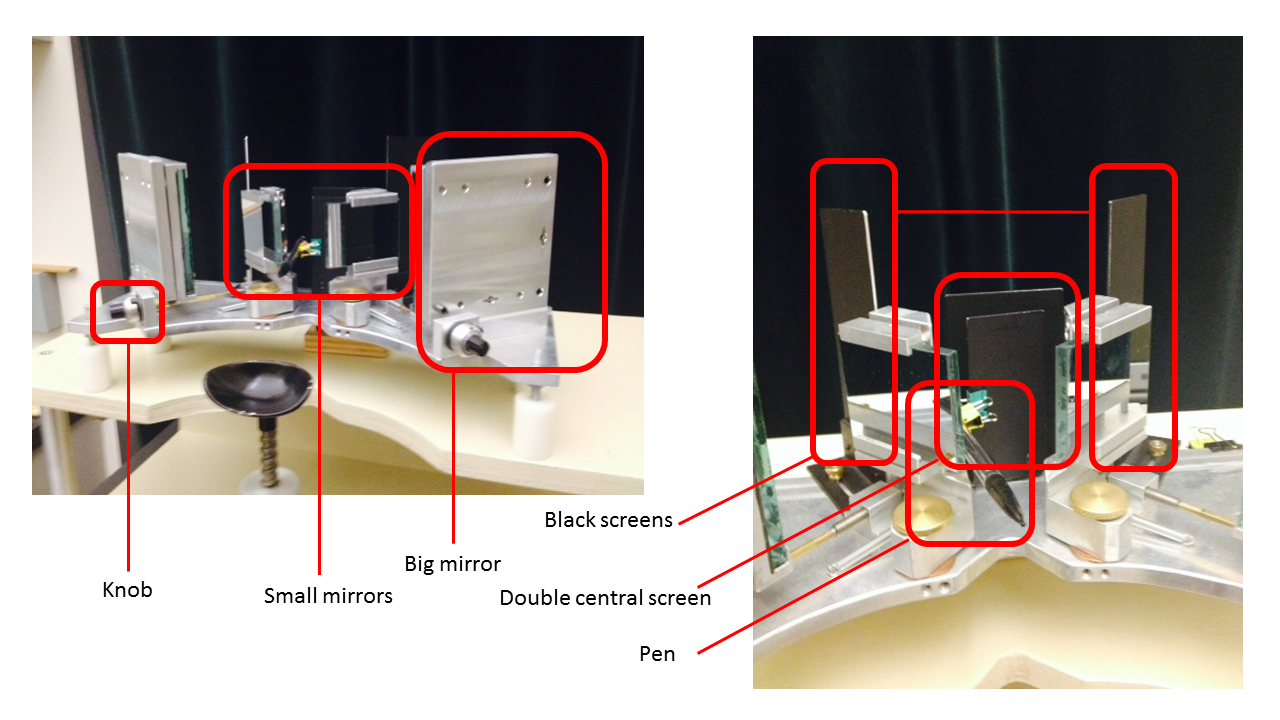 Black screens
Big mirror
Knob
Small mirrors
Double central screen
Pen